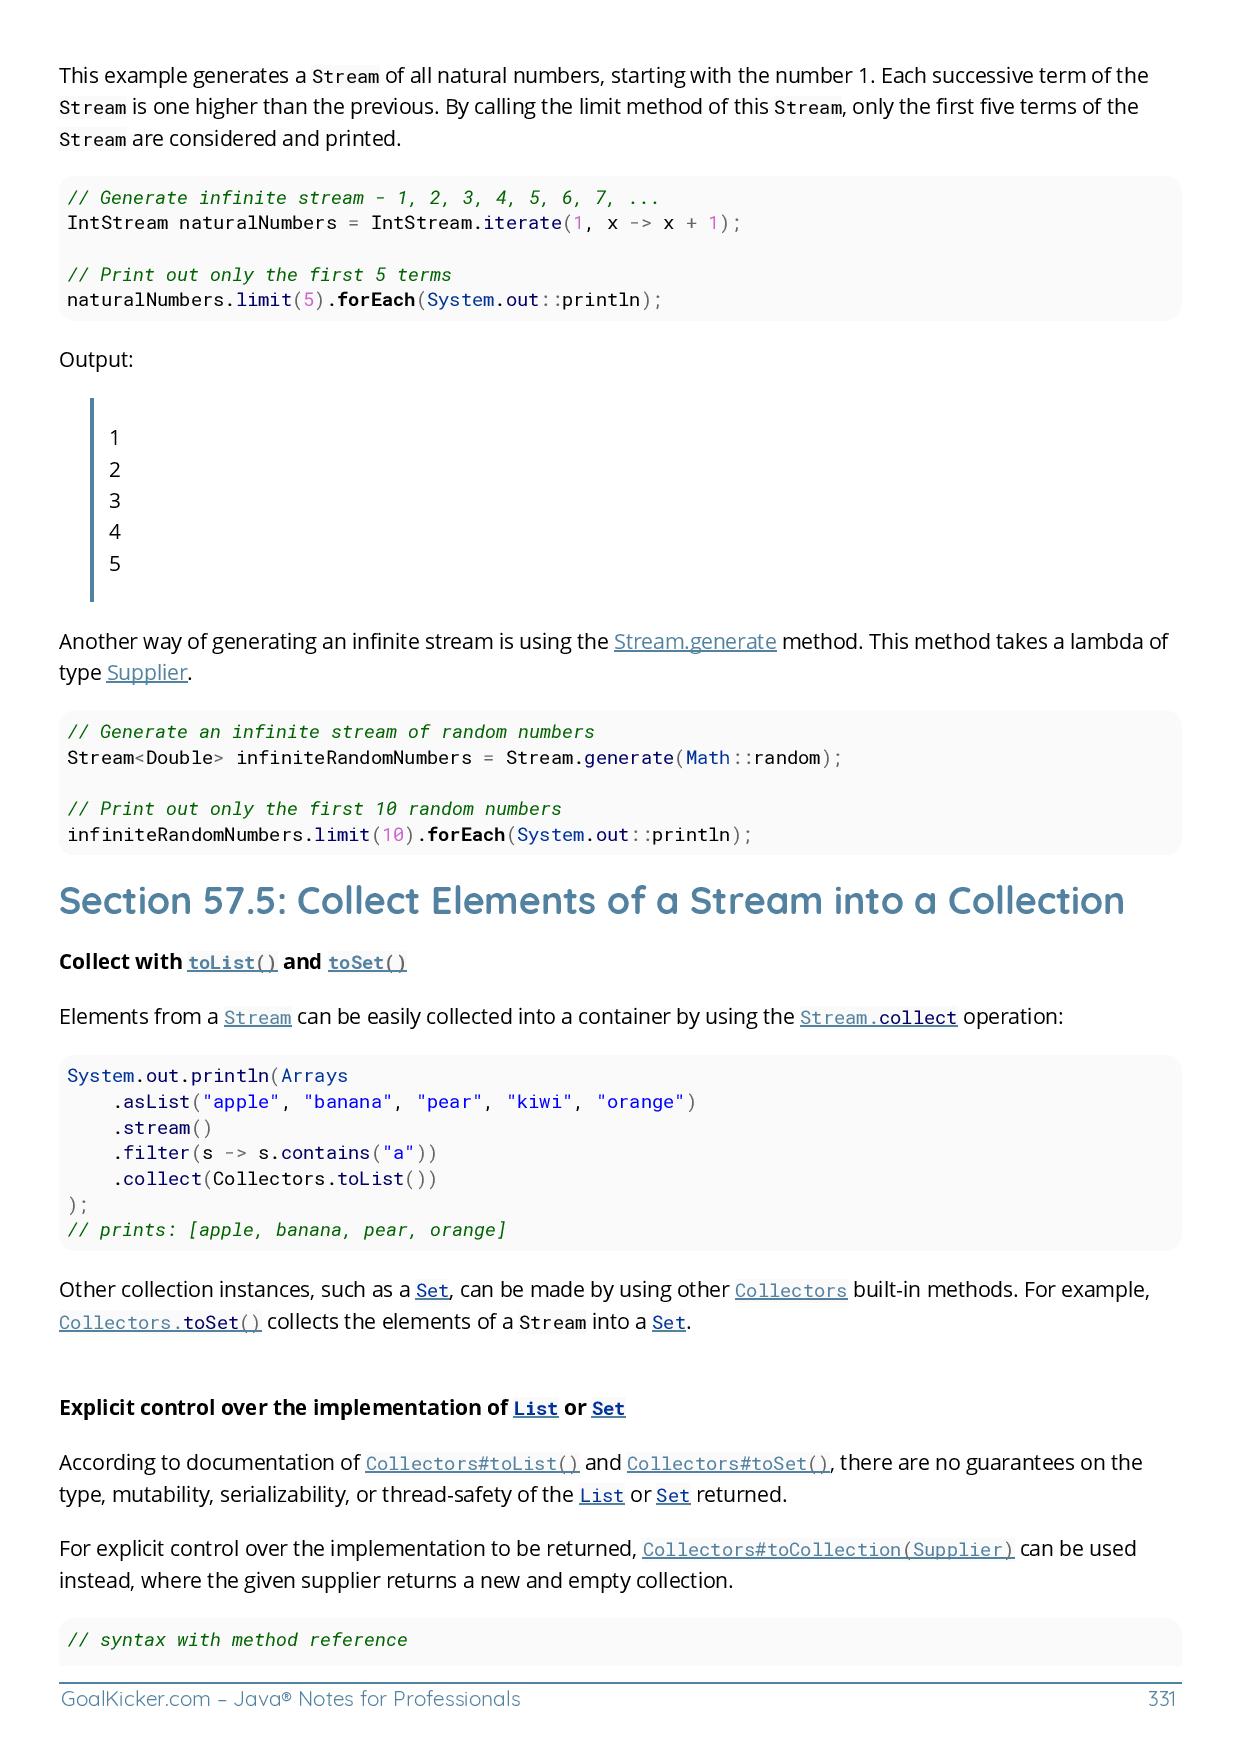 This example generates a Stream of all natural numbers, starting with the number 1. Each successive term of the
Stream is one higher than the previous. By calling the limit method of this Stream, only the first five terms of the
Stream are considered and printed.
// Generate infinite stream - 1, 2, 3, 4, 5, 6, 7, ...
IntStream naturalNumbers = IntStream.iterate(1, x -> x + 1);
// Print out only the first 5 terms
naturalNumbers.limit(5).forEach(System.out::println);
Output:
1
2
3
4
5
Another way of generating an infinite stream is using the Stream.generate method. This method takes a lambda of
type Supplier.
// Generate an infinite stream of random numbers
Stream<Double> infiniteRandomNumbers = Stream.generate(Math::random);
// Print out only the first 10 random numbers
infiniteRandomNumbers.limit(10).forEach(System.out::println);
Section 57.5: Collect Elements of a Stream into a Collection
Collect with toList() and toSet()
Elements from a Stream can be easily collected into a container by using the Stream.collect operation:
System.out.println(Arrays
    .asList("apple", "banana", "pear", "kiwi", "orange")
    .stream()
    .filter(s -> s.contains("a"))
    .collect(Collectors.toList())
);
// prints: [apple, banana, pear, orange]
Other collection instances, such as a Set, can be made by using other Collectors built-in methods. For example,
Collectors.toSet() collects the elements of a Stream into a Set.
Explicit control over the implementation of List or Set
According to documentation of Collectors#toList() and Collectors#toSet(), there are no guarantees on the
type, mutability, serializability, or thread-safety of the List or Set returned.
For explicit control over the implementation to be returned, Collectors#toCollection(Supplier) can be used
instead, where the given supplier returns a new and empty collection.
// syntax with method reference
GoalKicker.com – Java® Notes for Professionals 331